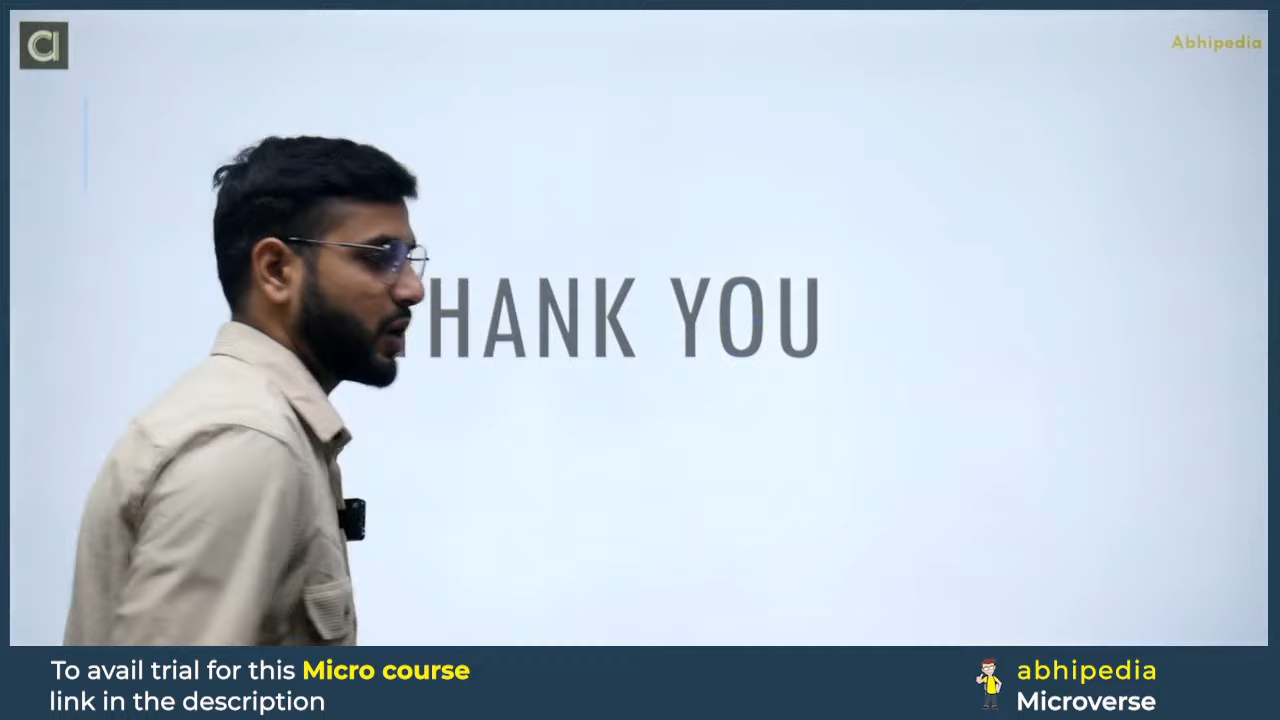 Abhipedia
HANK YOU
To avail trial for this Micro course
link in the description
abhipedia
Microverse